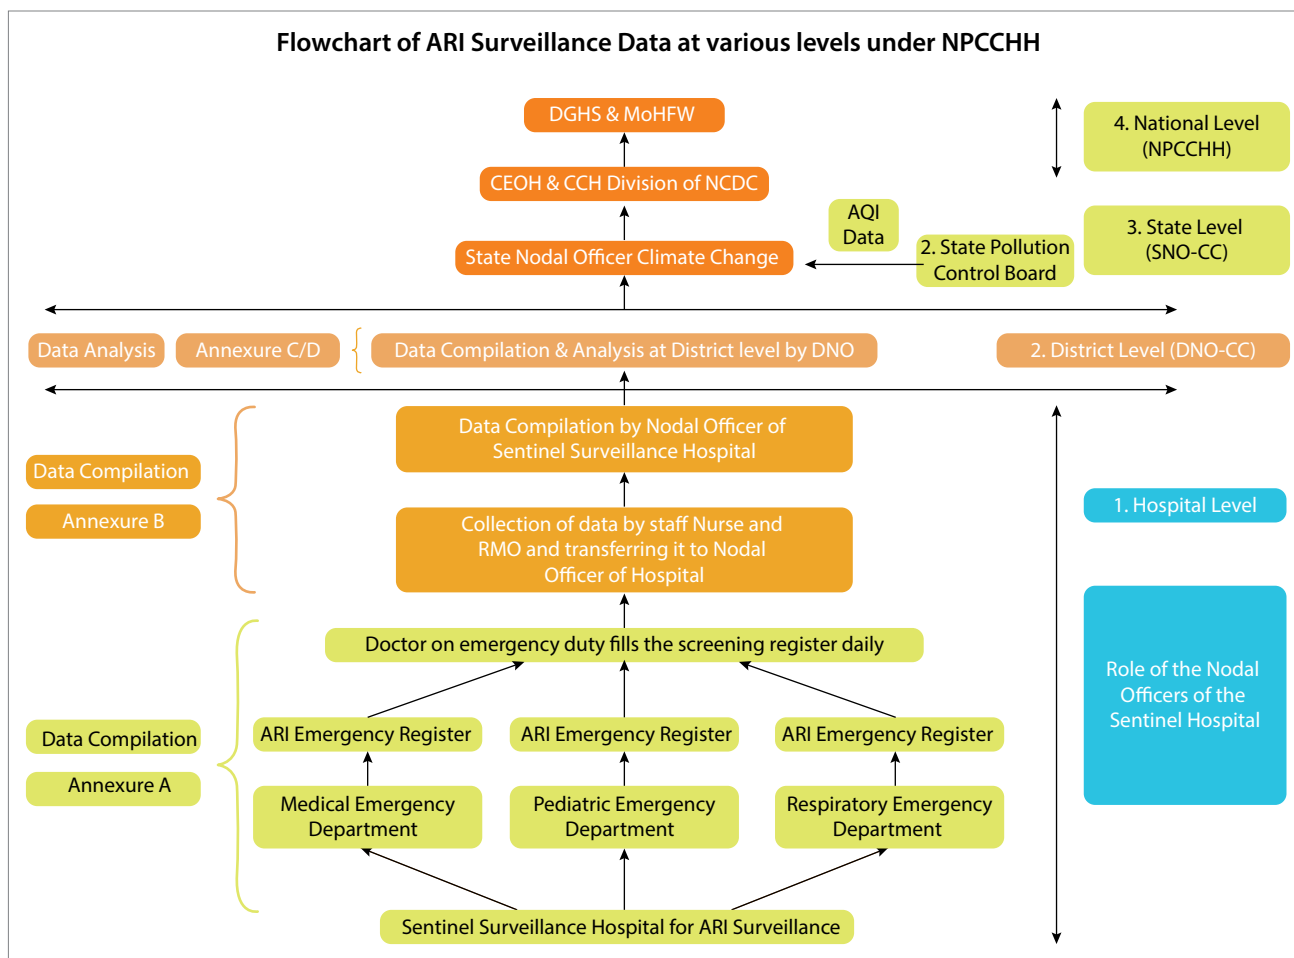 Flowchart of ARI Surveillance Data at various levels under NPCCHH
DGHS & MoHFW
4. National Level
(NPCCHH)
CEOH & CCH Division of NCDC
AQI
Data
3. State Level
(SNO-CC)
State Nodal Officer Climate Change
2. State Pollution
Control Board
Data Analysis
Annexure C/D
Data Compilation & Analysis at District level by DNO
2. District Level (DNO-CC)
Data Compilation by Nodal Officer of
Sentinel Surveillance Hospital
Data Compilation
Annexure B
1. Hospital Level
Collection of data by staff Nurse and
RMO and transferring it to Nodal
Officer of Hospital
Doctor on emergency duty fills the screening register daily
Role of the Nodal
Officers of the
Sentinel Hospital
Data Compilation
Annexure A
ARI Emergency Register
ARI Emergency Register
ARI Emergency Register
Medical Emergency
Department
Pediatric Emergency
Department
Respiratory Emergency
Department
Sentinel Surveillance Hospital for ARI Surveillance